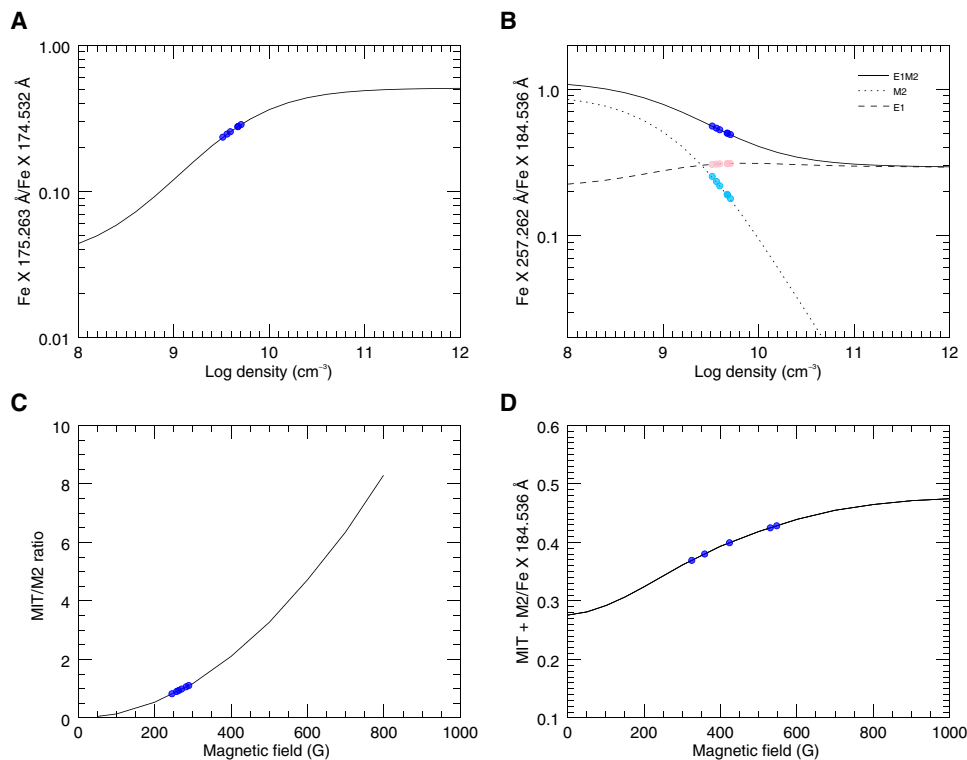 A
Fe X 175.263 Å/Fe X 174.532 Å
1.00
0.10
0.01
8 9 10 11 12
Log density (cm⁻³)
B
Fe X 257.262 Å/Fe X 184.536 Å
1.0
0.1
E1M2
M2
E1
8 9 10 11 12
Log density (cm⁻³)
C
MIT/M2 ratio
10
8
6
4
2
0
0 200 400 600 800 1000
Magnetic field (G)
D
MIT + M2/Fe X 184.536 Å
0.6
0.5
0.4
0.3
0.2
0.1
0 200 400 600 800 1000
Magnetic field (G)